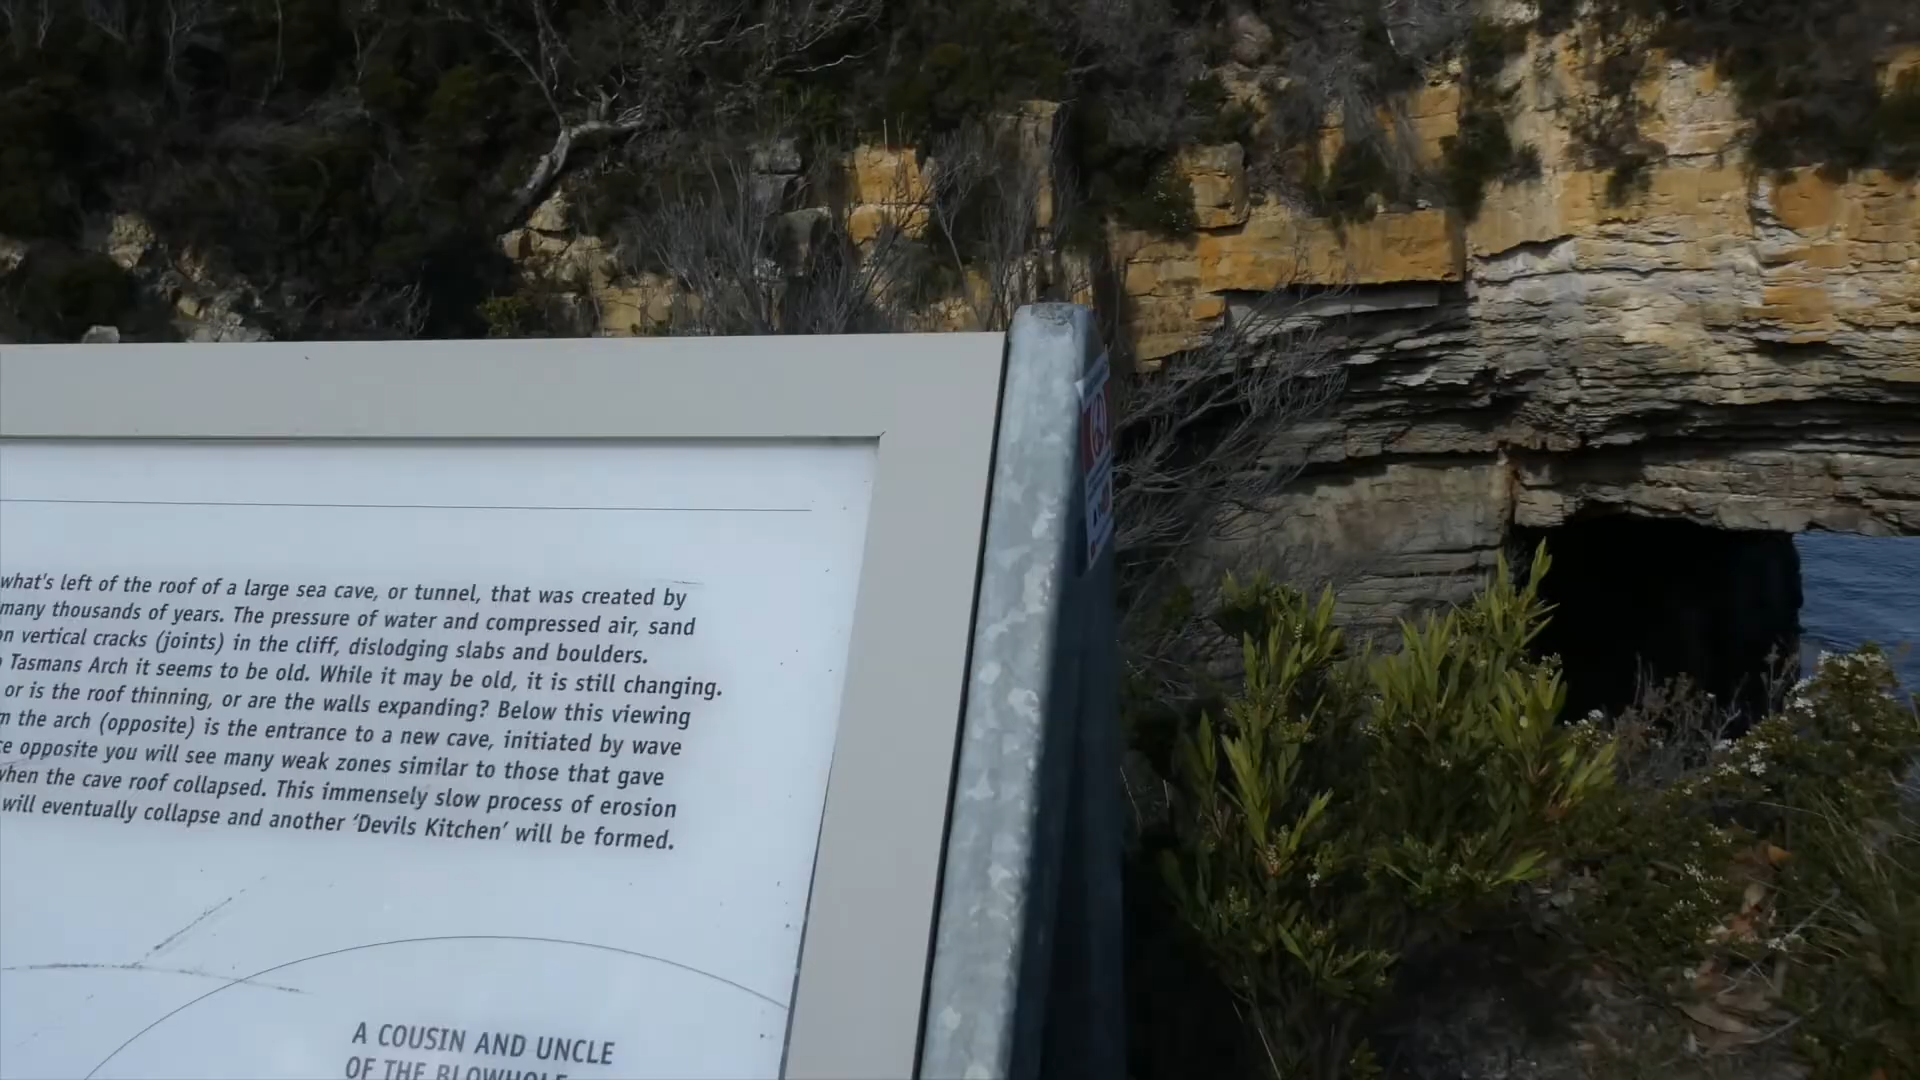 what's left of the roof of a large sea cave, or tunnel, that was created by
many thousands of years. The pressure of water and compressed air, sand
on vertical cracks (joints) in the cliff, dislodging slabs and boulders.
Tasmans Arch it seems to be old. While it may be old, it is still changing.
or is the roof thinning, or are the walls expanding? Below this viewing
the arch (opposite) is the entrance to a new cave, initiated by wave
opposite you will see many weak zones similar to those that gave
when the cave roof collapsed. This immensely slow process of erosion
will eventually collapse and another ‘Devils Kitchen’ will be formed.
A COUSIN AND UNCLE
OF THE BLOWHOLE